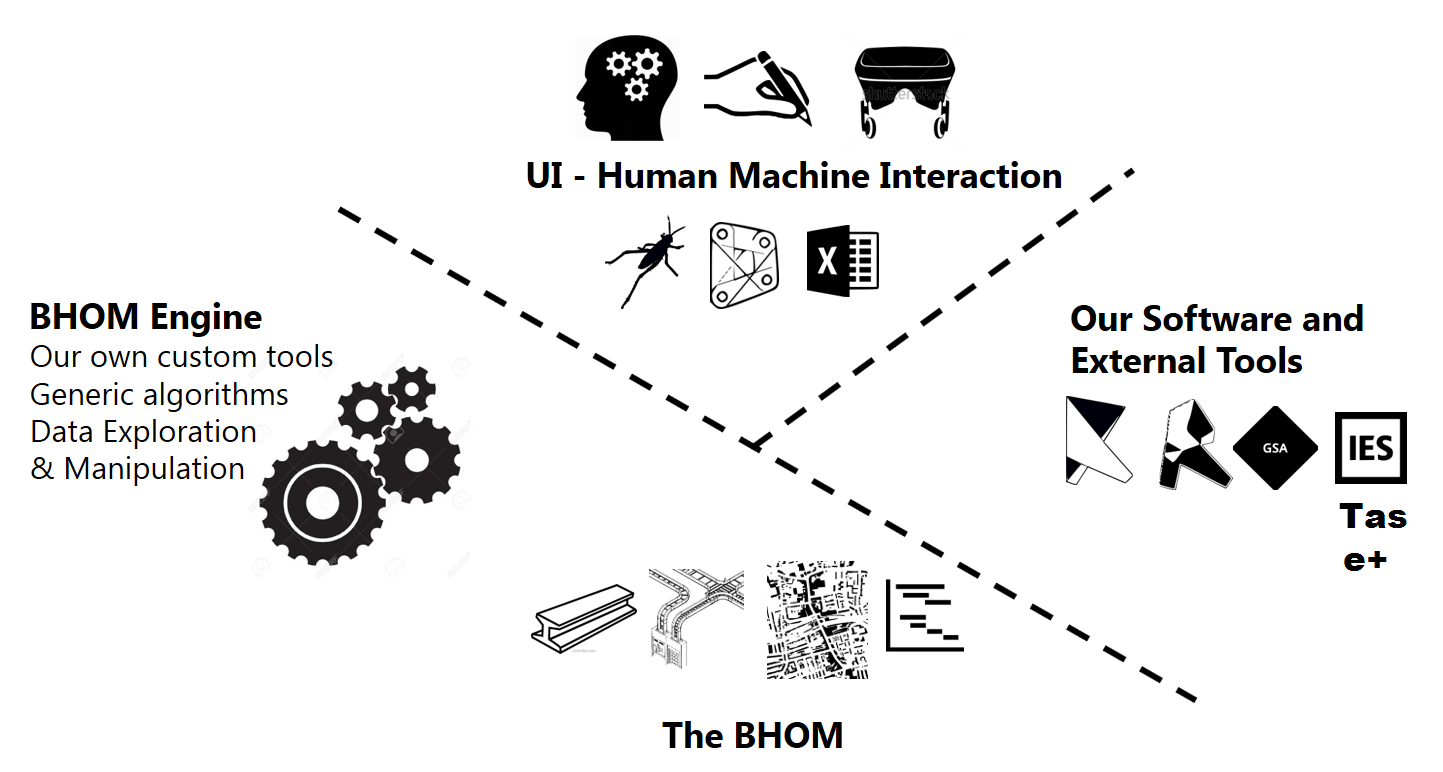 shutterstock
UI - Human Machine Interaction
X
BHOM Engine
Our own custom tools
Generic algorithms
Data Exploration
& Manipulation
Our Software and
External Tools
GSA
IES
Tas
e+
The BHOM